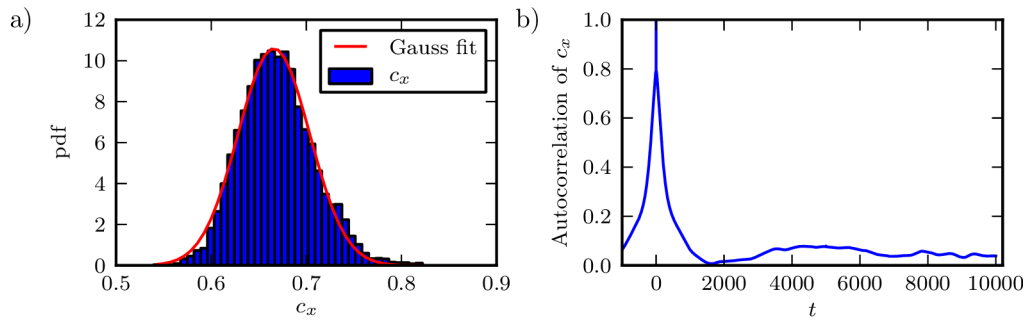 a)
12
10
8
6
4
2
0
pdf
0.5 0.6 0.7 0.8 0.9
c_x
Gauss fit
c_x
b)
1.0
0.8
0.6
0.4
0.2
0.0
Autocorrelation of c_x
0 2000 4000 6000 8000 10000
t